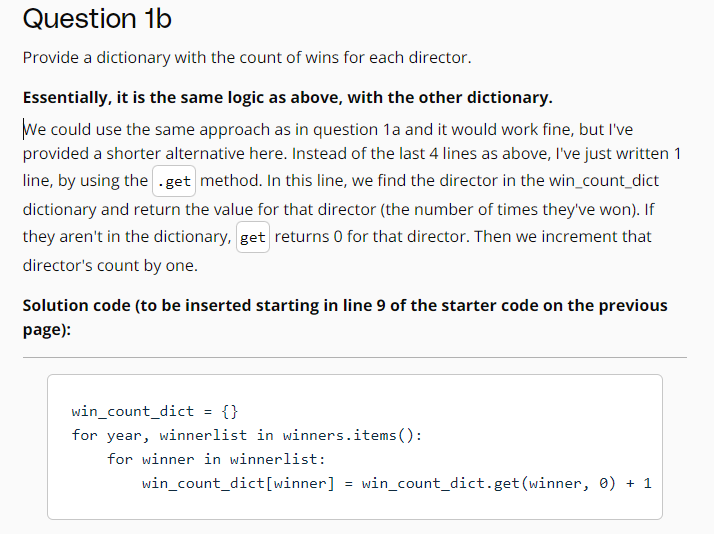 Question 1b
Provide a dictionary with the count of wins for each director.
Essentially, it is the same logic as above, with the other dictionary.
We could use the same approach as in question 1a and it would work fine, but I've
provided a shorter alternative here. Instead of the last 4 lines as above, I've just written 1
line, by using the .get method. In this line, we find the director in the win_count_dict
dictionary and return the value for that director (the number of times they've won). If
they aren't in the dictionary, get returns 0 for that director. Then we increment that
director's count by one.
Solution code (to be inserted starting in line 9 of the starter code on the previous
page):
win_count_dict = {}
for year, winnerlist in winners.items():
    for winner in winnerlist:
        win_count_dict[winner] = win_count_dict.get(winner, 0) + 1